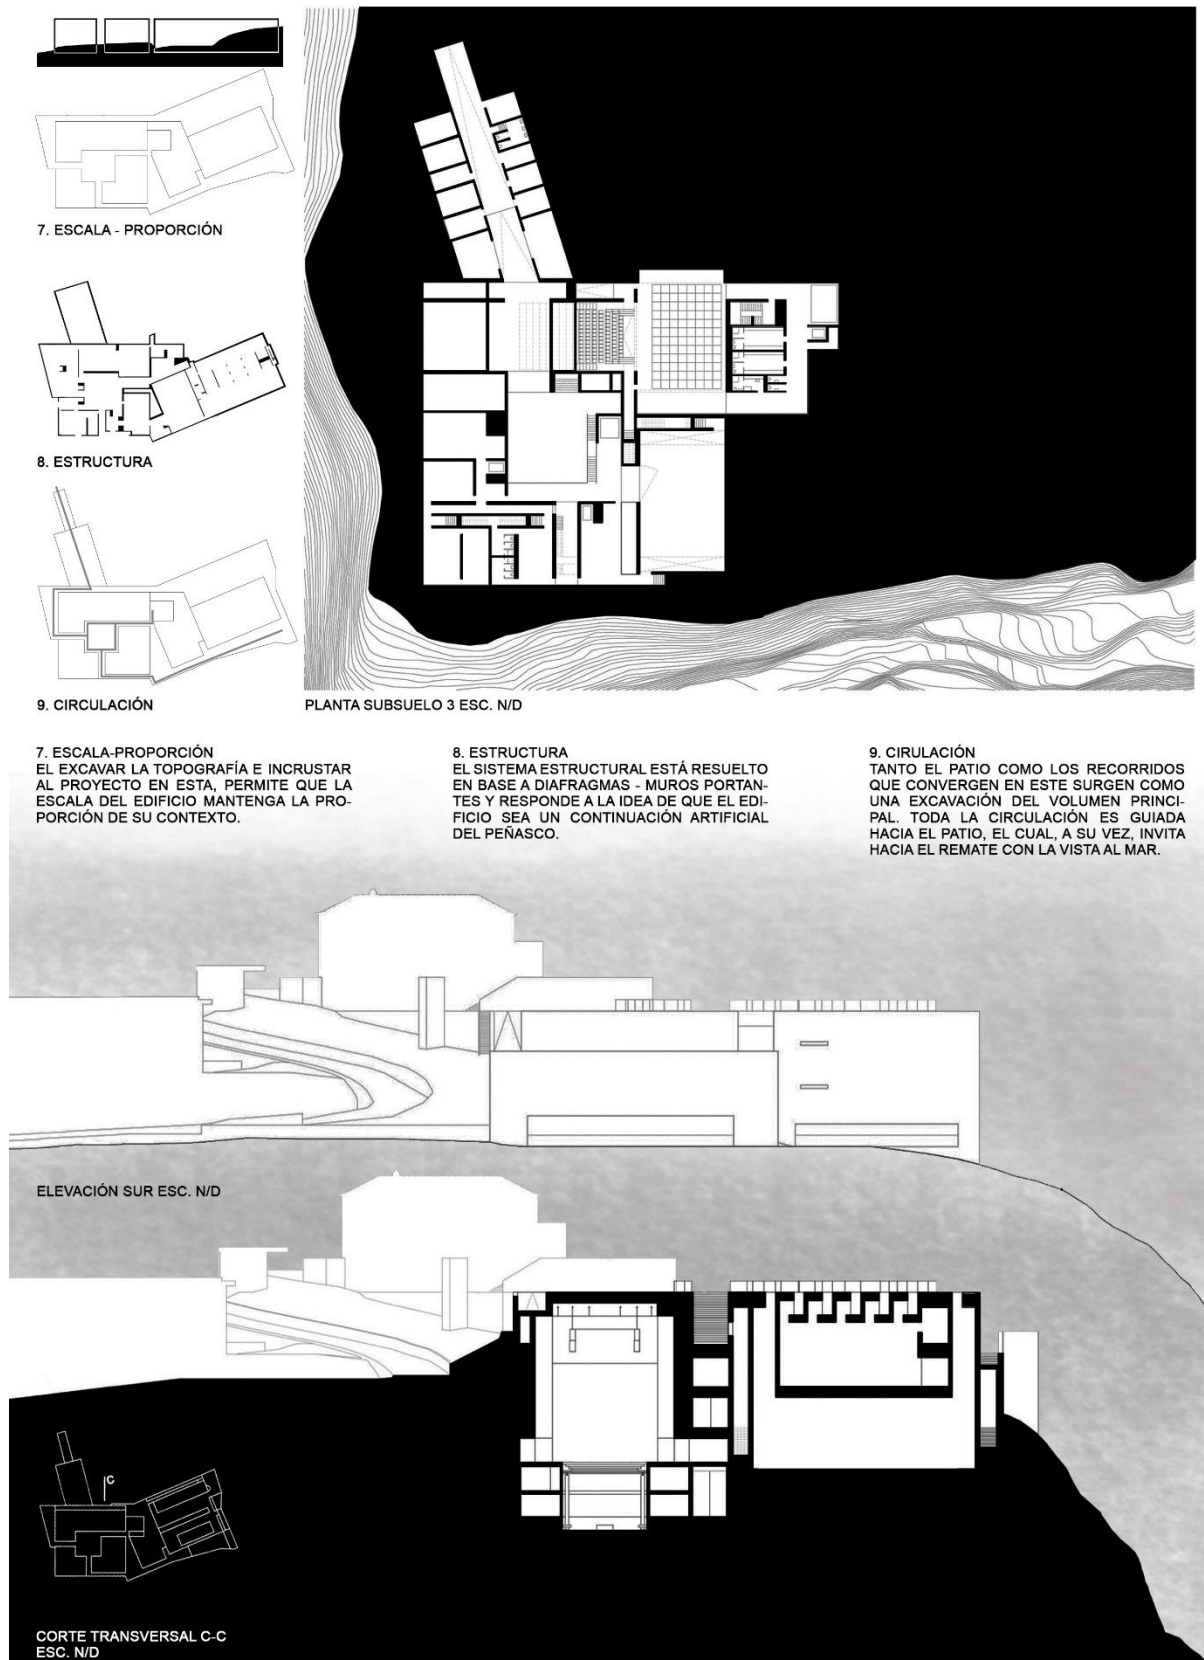 7. ESCALA - PROPORCIÓN
8. ESTRUCTURA
9. CIRCULACIÓN
PLANTA SUBSUELO 3 ESC. N/D
7. ESCALA-PROPORCIÓN
EL EXCAVAR LA TOPOGRAFÍA E INCRUSTAR
AL PROYECTO EN ESTA, PERMITE QUE LA
ESCALA DEL EDIFICIO MANTENGA LA PRO-
PORCIÓN DE SU CONTEXTO.
8. ESTRUCTURA
EL SISTEMA ESTRUCTURAL ESTÁ RESUELTO
EN BASE A DIAFRAGMAS - MUROS PORTAN-
TES Y RESPONDE A LA IDEA DE QUE EL EDI-
FICIO SEA UN CONTINUACIÓN ARTIFICIAL
DEL PEÑASCO.
9. CIRULACIÓN
TANTO EL PATIO COMO LOS RECORRIDOS
QUE CONVERGEN EN ESTE SURGEN COMO
UNA EXCAVACIÓN DEL VOLUMEN PRINCI-
PAL. TODA LA CIRCULACIÓN ES GUIADA
HACIA EL PATIO, EL CUAL, A SU VEZ, INVITA
HACIA EL REMATE CON LA VISTA AL MAR.
ELEVACIÓN SUR ESC. N/D
C
CORTE TRANSVERSAL C-C
ESC. N/D